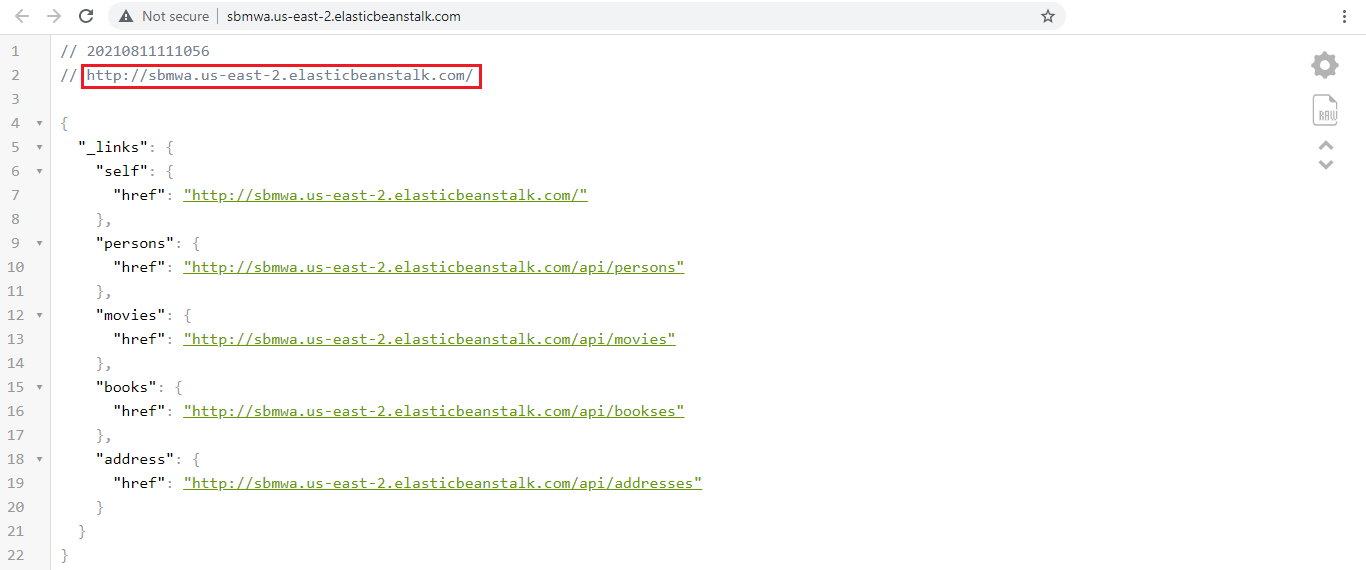 Not secure | sbmwa.us-east-2.elasticbeanstalk.com
1 // 20210811111056
2 // http://sbmwa.us-east-2.elasticbeanstalk.com/
3
4 {
5 "_links": {
6 "self": {
7 "href": "http://sbmwa.us-east-2.elasticbeanstalk.com/"
8 },
9 "persons": {
10 "href": "http://sbmwa.us-east-2.elasticbeanstalk.com/api/persons"
11 },
12 "movies": {
13 "href": "http://sbmwa.us-east-2.elasticbeanstalk.com/api/movies"
14 },
15 "books": {
16 "href": "http://sbmwa.us-east-2.elasticbeanstalk.com/api/bookses"
17 },
18 "address": {
19 "href": "http://sbmwa.us-east-2.elasticbeanstalk.com/api/addresses"
20 }
21 }
22 }
RAW